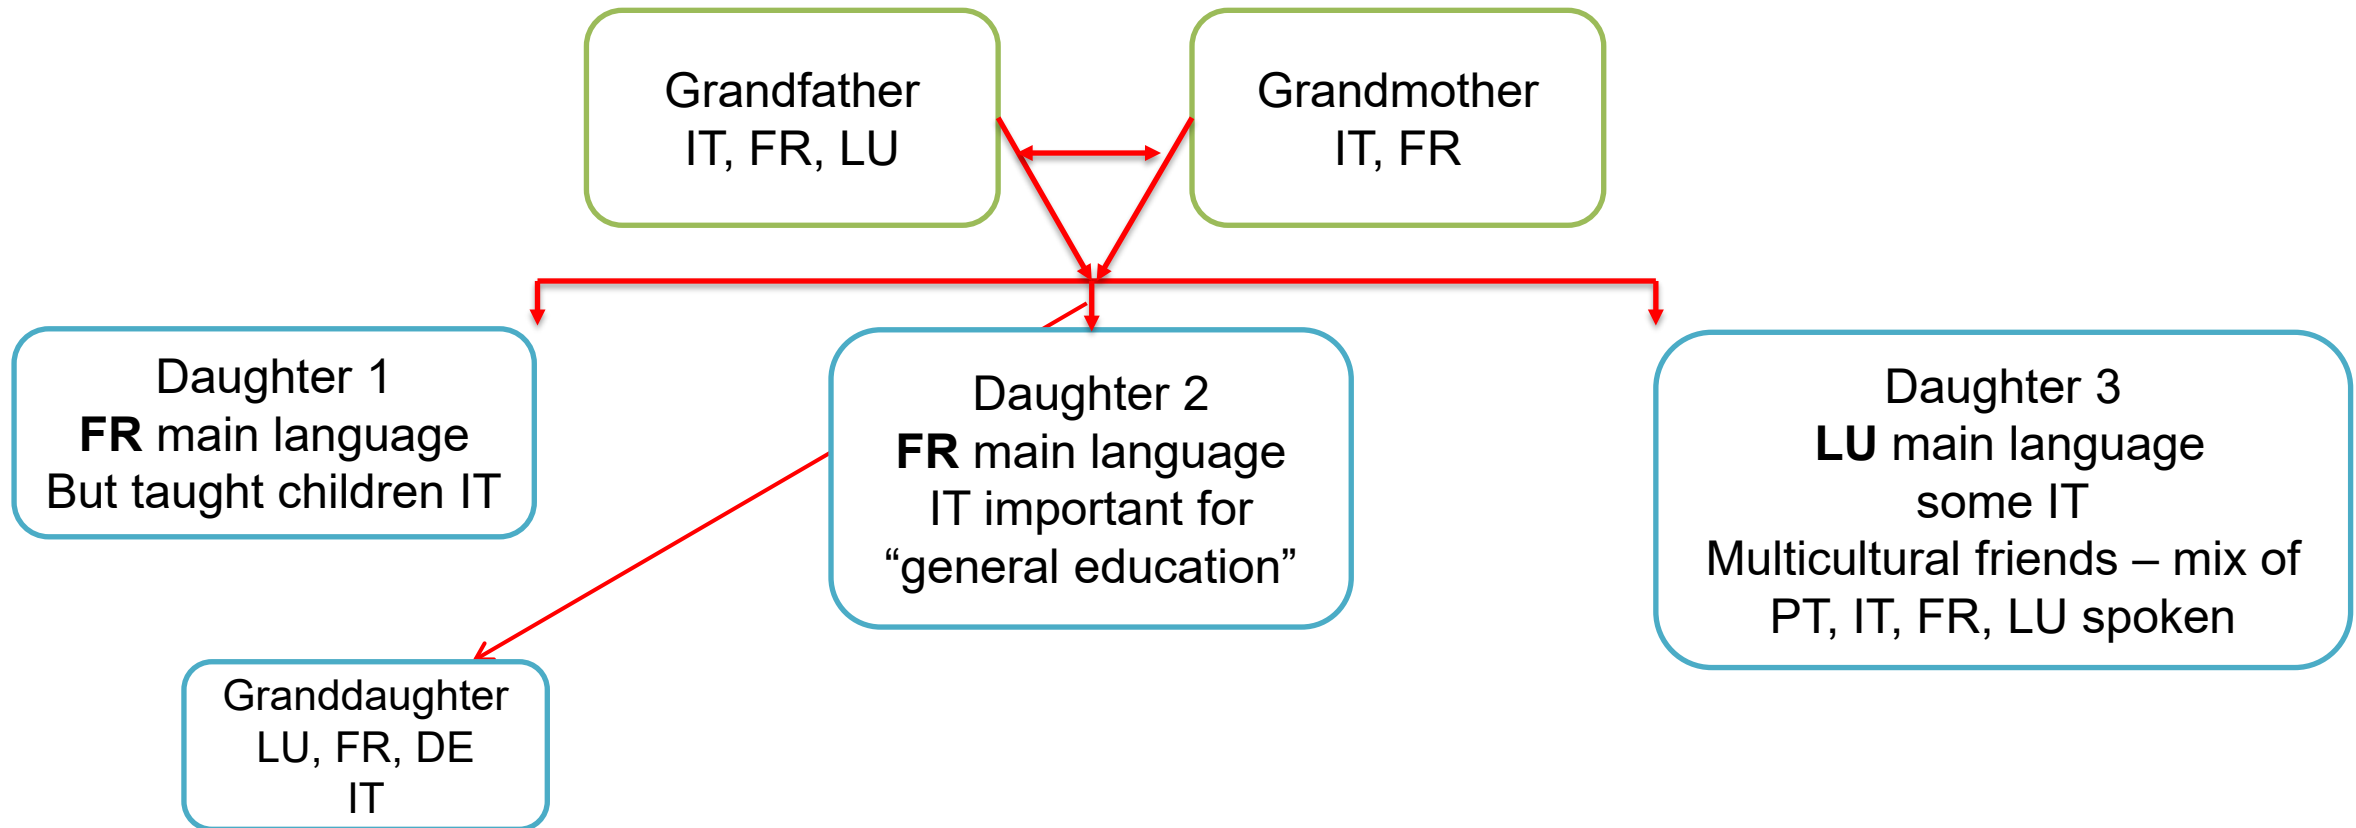 Grandfather
IT, FR, LU
Grandmother
IT, FR
Daughter 1
FR main language
But taught children IT
Daughter 2
FR main language
IT important for
“general education”
Daughter 3
LU main language
some IT
Multicultural friends – mix of
PT, IT, FR, LU spoken
Granddaughter
LU, FR, DE
IT